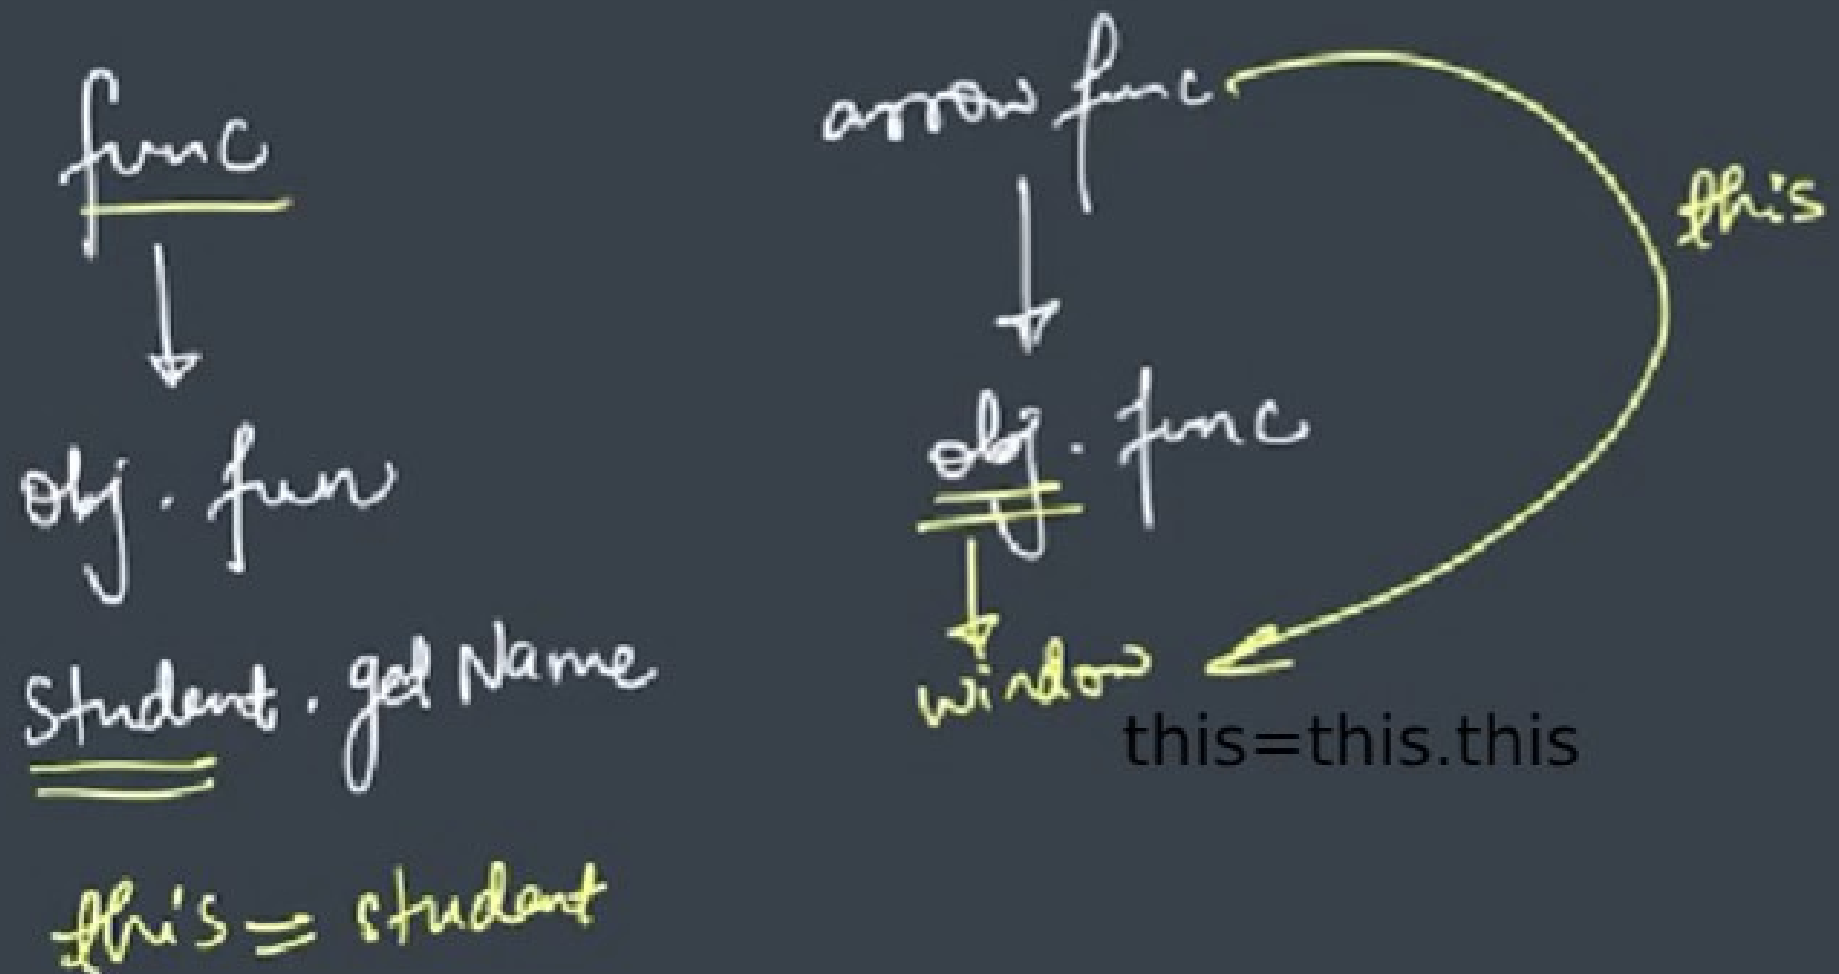 func
obj. fun
Student. get Name
this = student
arrow func
this
obj. func
window
this=this.this